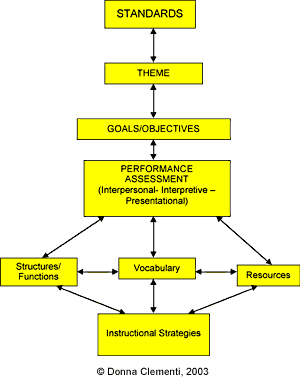 STANDARDS
THEME
GOALS/OBJECTIVES
PERFORMANCE
ASSESSMENT
(Interpersonal- Interpretive –
Presentational)
Structures/
Functions
Vocabulary
Resources
Instructional Strategies
© Donna Clementi, 2003